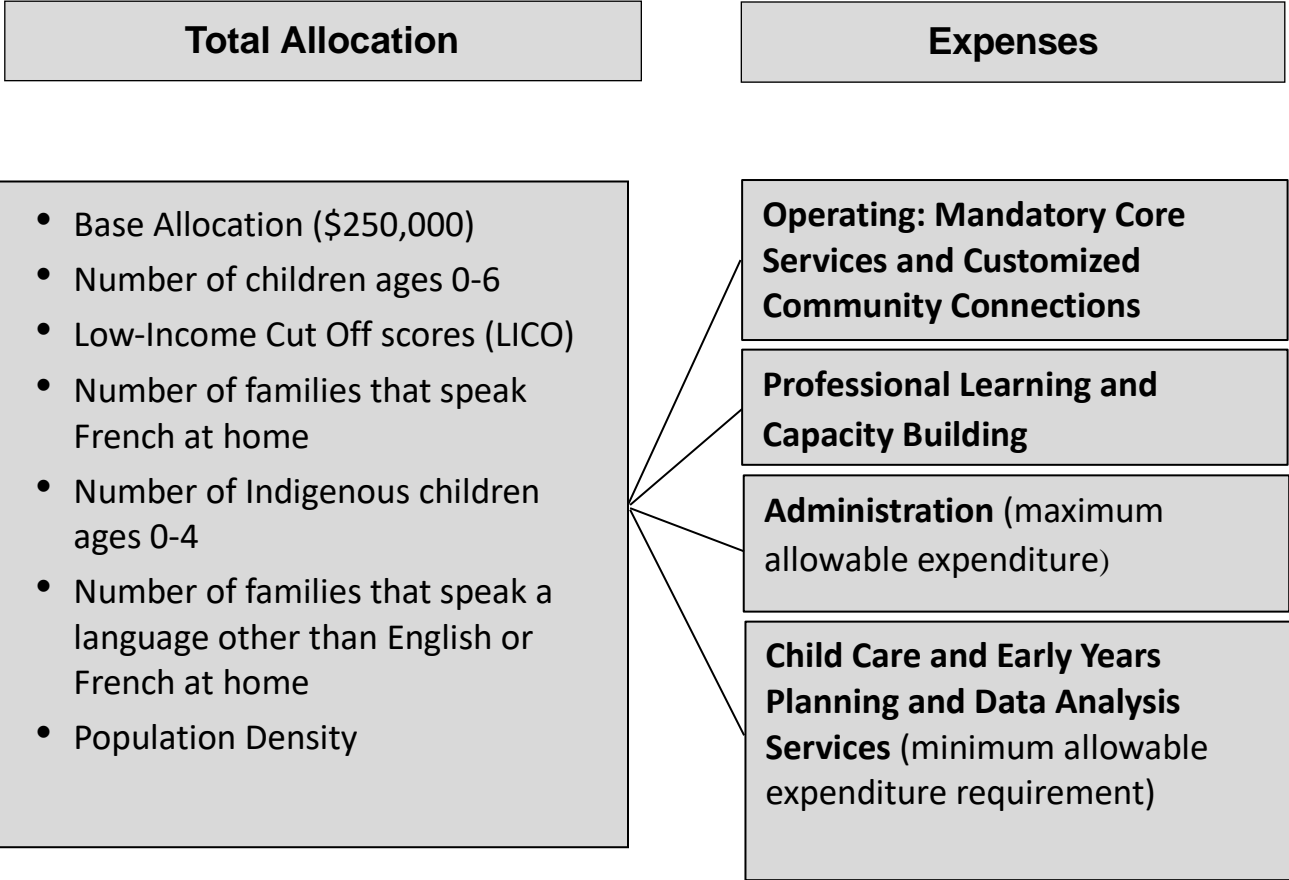 Total Allocation
Expenses
• Base Allocation ($250,000)
• Number of children ages 0-6
• Low-Income Cut Off scores (LICO)
• Number of families that speak
French at home
• Number of Indigenous children
ages 0-4
• Number of families that speak a
language other than English or
French at home
• Population Density
Operating: Mandatory Core
Services and Customized
Community Connections
Professional Learning and
Capacity Building
Administration (maximum
allowable expenditure)
Child Care and Early Years
Planning and Data Analysis
Services (minimum allowable
expenditure requirement)